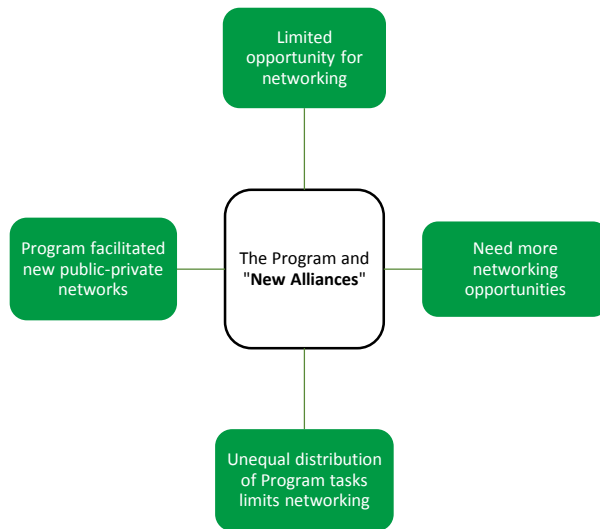 Limited
opportunity for
networking
Program facilitated
new public-private
networks
The Program and
"New Alliances"
Need more
networking
opportunities
Unequal distribution
of Program tasks
limits networking